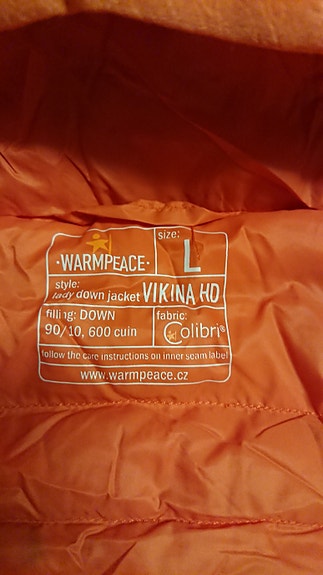 size:
·WARMPEACE· L
style:
lady down jacket VIKINA HD
filling: DOWN fabric:
90/10, 600 cuin Colibri®
follow the care instructions on inner seam label
www.warmpeace.cz